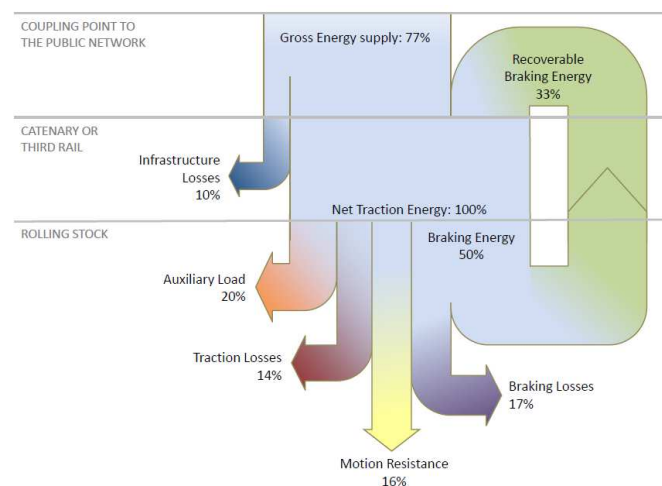 COUPLING POINT TO
THE PUBLIC NETWORK
Gross Energy supply: 77%
Recoverable
Braking Energy
33%
CATENARY OR
THIRD RAIL
Infrastructure
Losses
10%
Net Traction Energy: 100%
ROLLING STOCK
Braking Energy
50%
Auxiliary Load
20%
Traction Losses
14%
Braking Losses
17%
Motion Resistance
16%